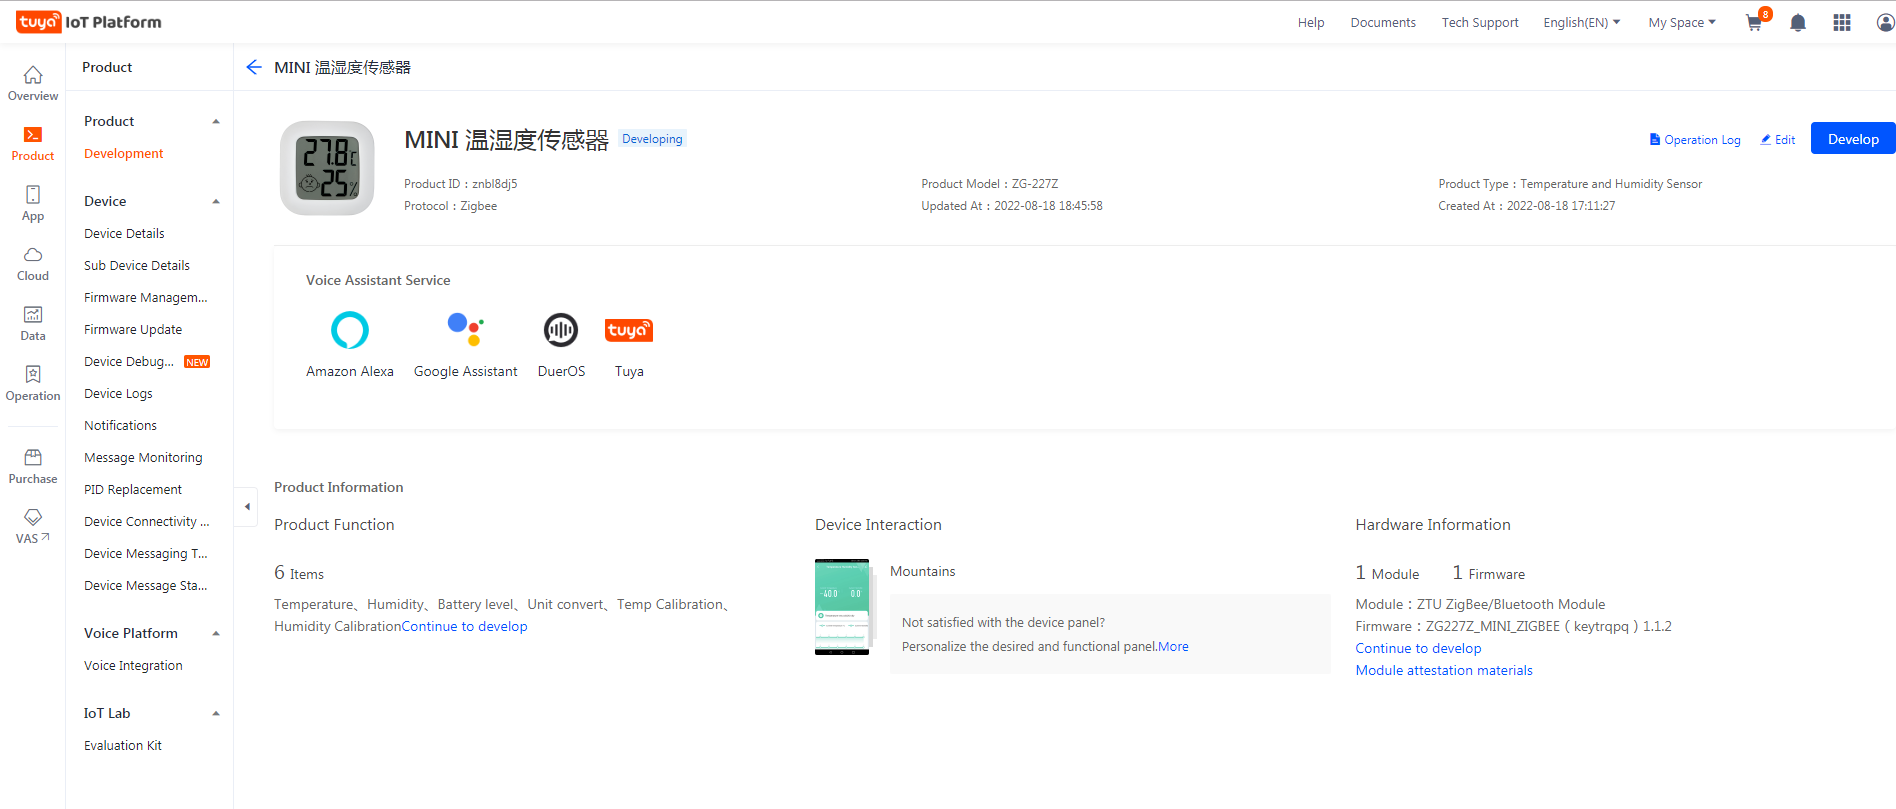 tuya IoT Platform
Help Documents Tech Support English(EN) My Space 8
Overview
Product
App
Cloud
Data
Operation
Purchase
VAS
Product
Product
Development
Device
Device Details
Sub Device Details
Firmware Managem...
Firmware Update
Device Debug... NEW
Device Logs
Notifications
Message Monitoring
PID Replacement
Device Connectivity ...
Device Messaging T...
Device Message Sta...
Voice Platform
Voice Integration
IoT Lab
Evaluation Kit
MINI 温湿度传感器
27.8℃
25%
MINI 温湿度传感器 Developing
Operation Log Edit Develop
Product ID：znbl8dj5 Product Model：ZG-227Z Product Type：Temperature and Humidity Sensor
Protocol：Zigbee Updated At：2022-08-18 18:45:58 Created At：2022-08-18 17:11:27
Voice Assistant Service
tuya
Amazon Alexa Google Assistant DuerOS Tuya
Product Information
Product Function
6 Items
Temperature、Humidity、Battery level、Unit convert、Temp Calibration、
Humidity CalibrationContinue to develop
Device Interaction
-40.0 0.0
Mountains
Not satisfied with the device panel?
Personalize the desired and functional panel.More
Hardware Information
1 Module 1 Firmware
Module：ZTU ZigBee/Bluetooth Module
Firmware：ZG227Z_MINI_ZIGBEE（keytrqpq）1.1.2
Continue to develop
Module attestation materials